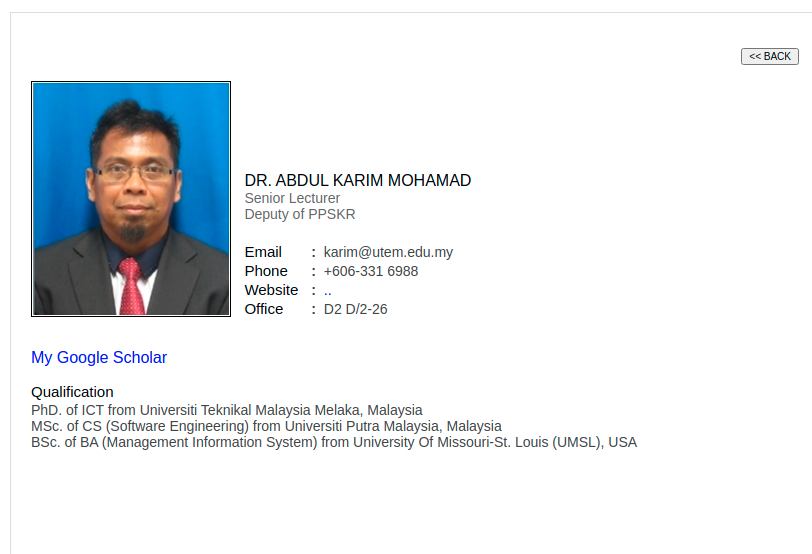 << BACK
DR. ABDUL KARIM MOHAMAD
Senior Lecturer
Deputy of PPSKR
Email : karim@utem.edu.my
Phone : +606-331 6988
Website : ..
Office : D2 D/2-26
My Google Scholar
Qualification
PhD. of ICT from Universiti Teknikal Malaysia Melaka, Malaysia
MSc. of CS (Software Engineering) from Universiti Putra Malaysia, Malaysia
BSc. of BA (Management Information System) from University Of Missouri-St. Louis (UMSL), USA